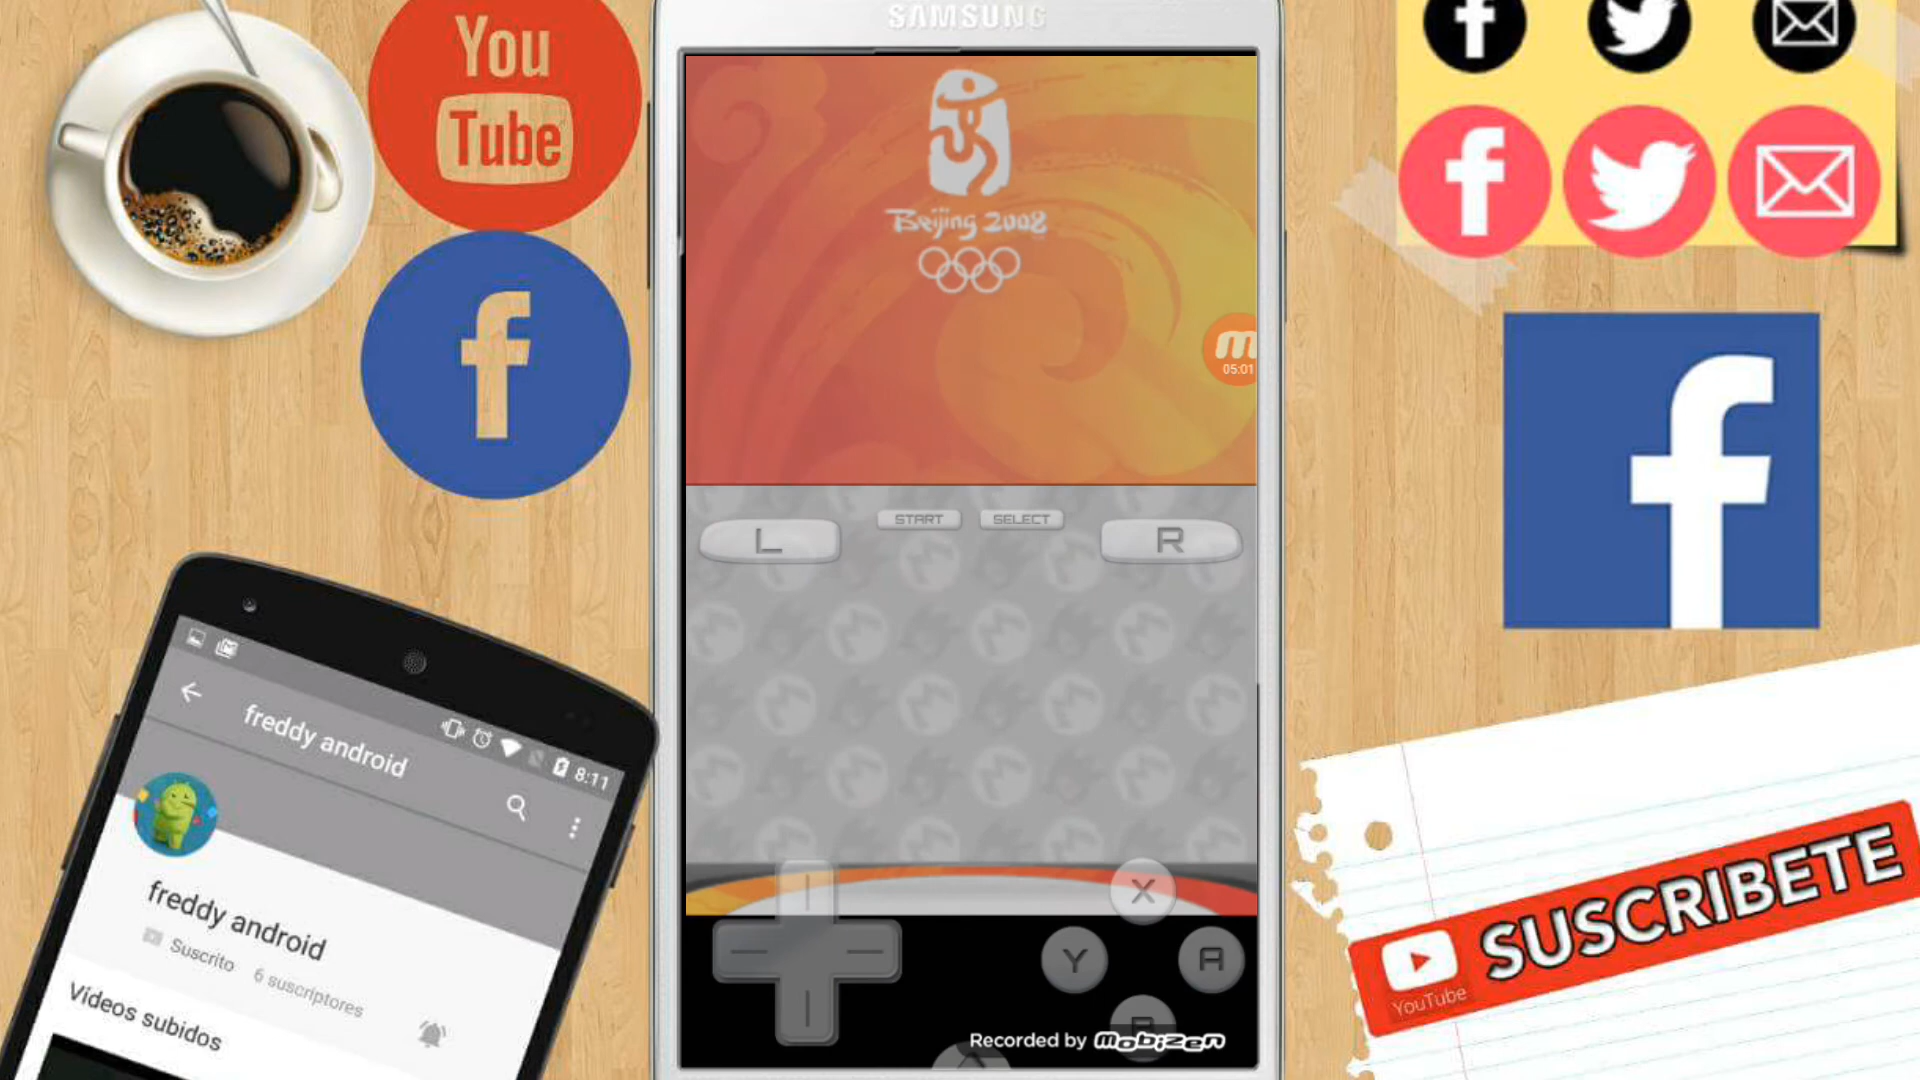 You
Tube
f
SAMSUNG
Beijing 2008
05:01
START
SELECT
L
R
X
Y
A
B
Recorded by Mobizen
f
f
f
8:11
freddy android
freddy android
Suscrito
6 suscriptores
Videos subidos
SUSCRIBETE
YouTube